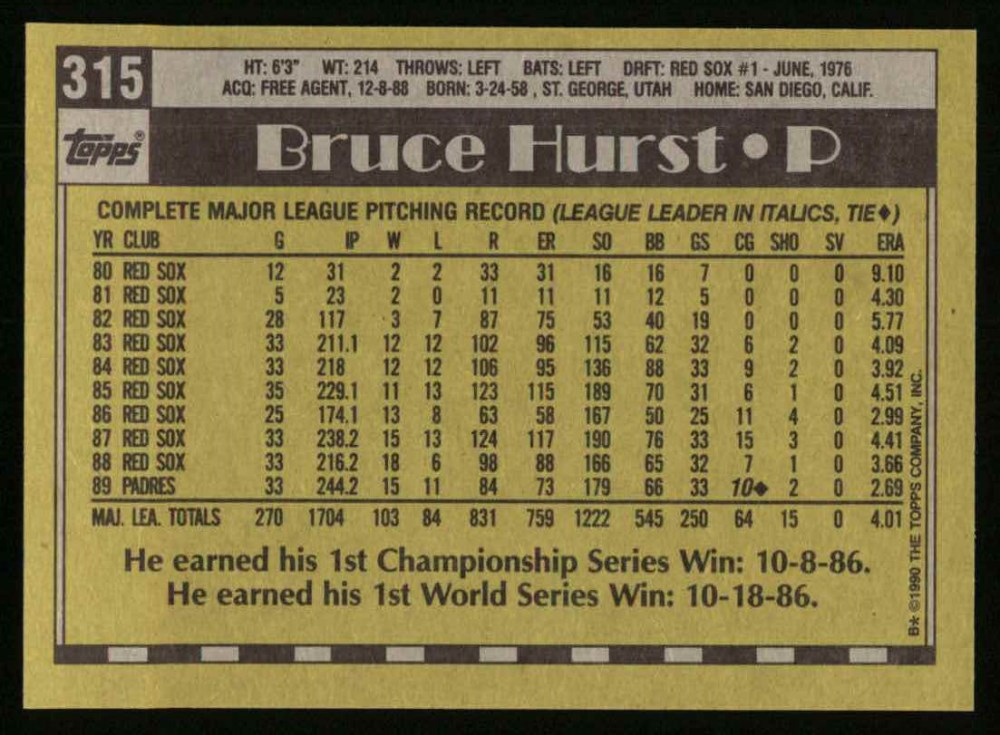 315
HT: 6'3" WT: 214 THROWS: LEFT BATS: LEFT DRFT: RED SOX #1 - JUNE, 1976
ACQ: FREE AGENT, 12-8-88 BORN: 3-24-58 , ST. GEORGE, UTAH HOME: SAN DIEGO, CALIF.
topps®
Bruce Hurst • P
COMPLETE MAJOR LEAGUE PITCHING RECORD (LEAGUE LEADER IN ITALICS, TIE♦)
YR CLUB G IP W L R ER SO BB GS CG SHO SV ERA
80 RED SOX 12 31 2 2 33 31 16 16 7 0 0 0 9.10
81 RED SOX 5 23 2 0 11 11 11 12 5 0 0 0 4.30
82 RED SOX 28 117 3 7 87 75 53 40 19 0 0 0 5.77
83 RED SOX 33 211.1 12 12 102 96 115 62 32 6 2 0 4.09
84 RED SOX 33 218 12 12 106 95 136 88 33 9 2 0 3.92
85 RED SOX 35 229.1 11 13 123 115 189 70 31 6 1 0 4.51
86 RED SOX 25 174.1 13 8 63 58 167 50 25 11 4 0 2.99
87 RED SOX 33 238.2 15 13 124 117 190 76 33 15 3 0 4.41
88 RED SOX 33 216.2 18 6 98 88 166 65 32 7 1 0 3.66
89 PADRES 33 244.2 15 11 84 73 179 66 33 10♦ 2 0 2.69
MAJ. LEA. TOTALS 270 1704 103 84 831 759 1222 545 250 64 15 0 4.01
He earned his 1st Championship Series Win: 10-8-86.
He earned his 1st World Series Win: 10-18-86.
B* ©1990 THE TOPPS COMPANY, INC.